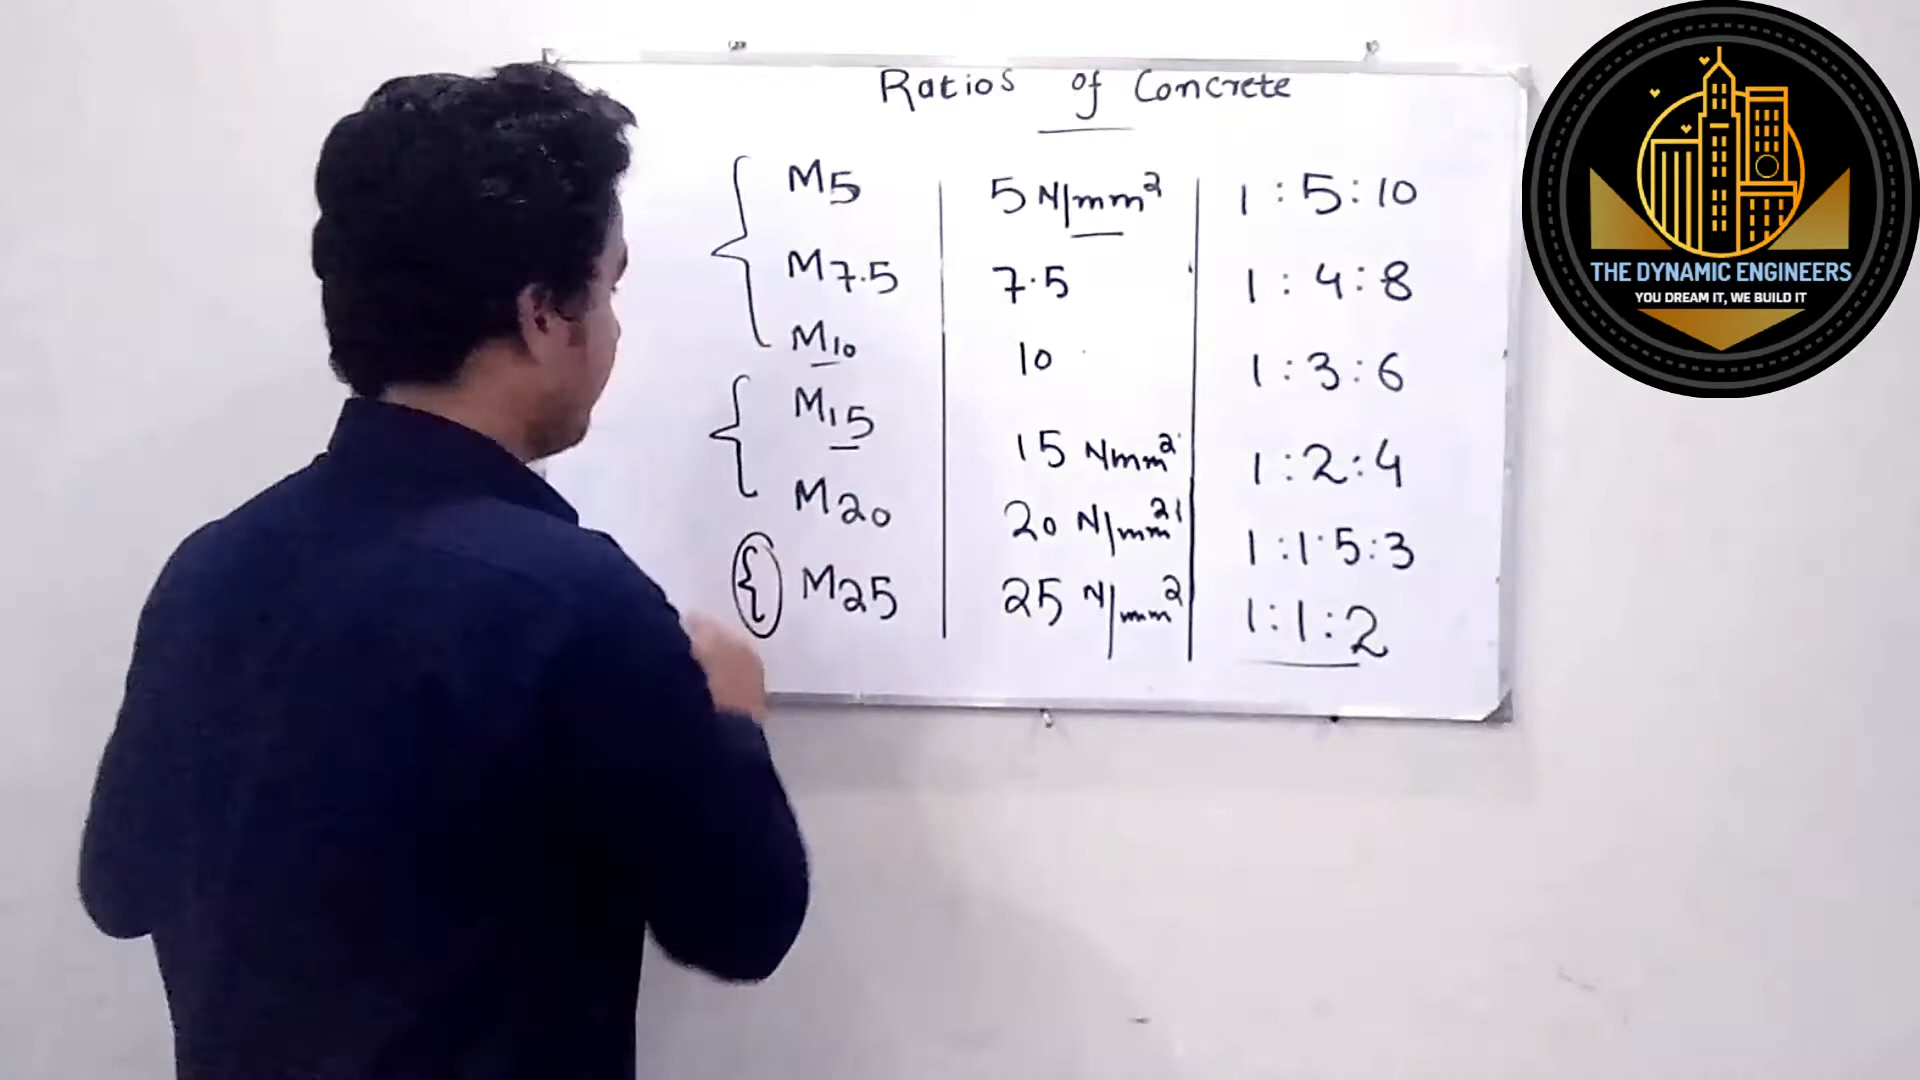 Ratios of Concrete
M5 5 N/mm² 1 : 5 : 10
M7.5 7.5 1 : 4 : 8
M10 10 1 : 3 : 6
M15 15 Nmm² 1 : 2 : 4
M20 20 N/mm² 1 : 1.5 : 3
M25 25 N/mm² 1 : 1 : 2
THE DYNAMIC ENGINEERS
YOU DREAM IT, WE BUILD IT